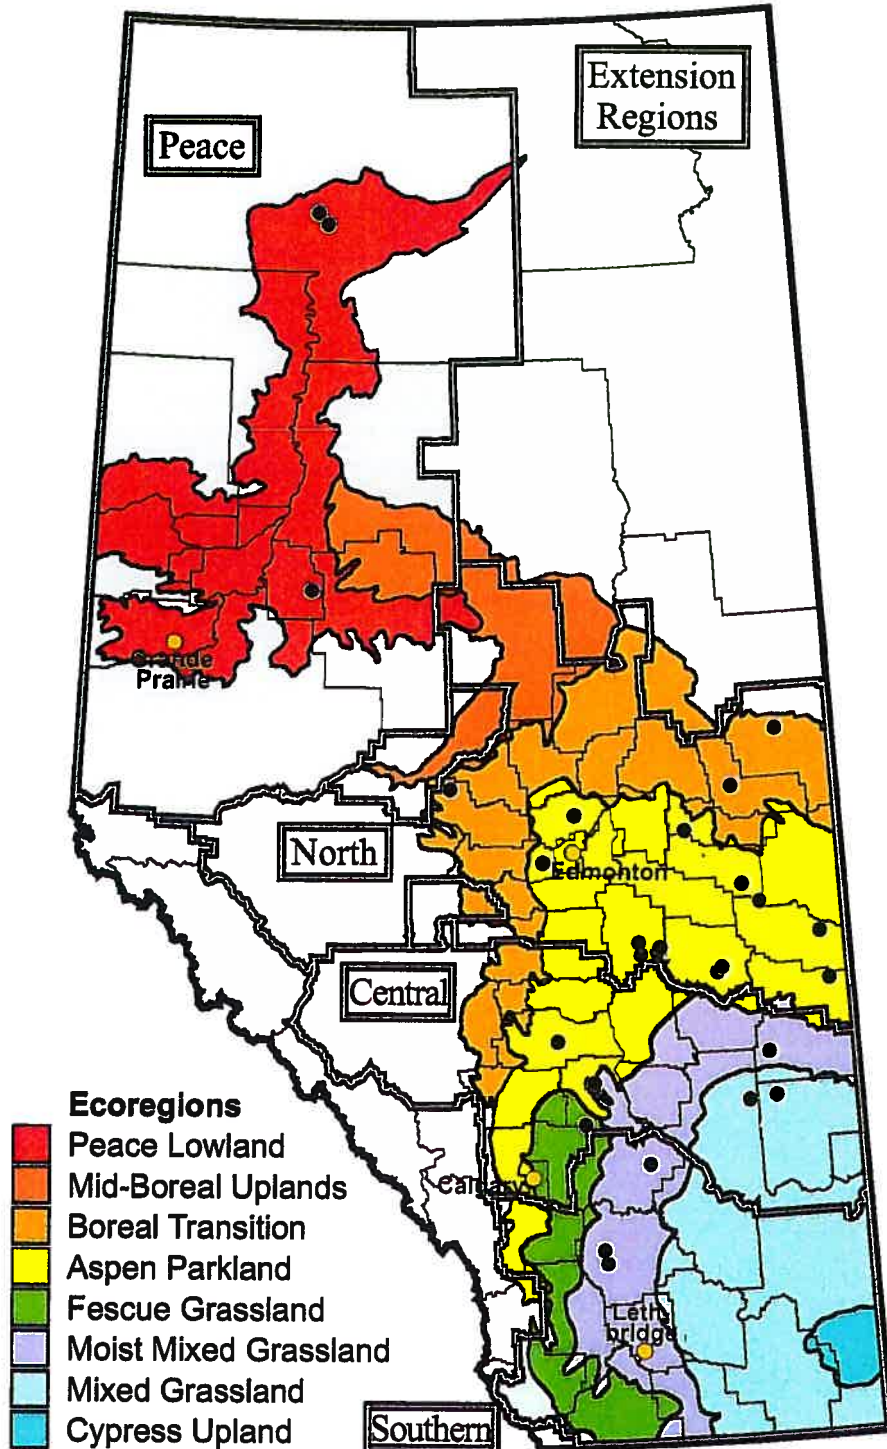 Extension
Regions
Peace
Grande
Prairie
North
Edmonton
Central
Calgary
Leth
bridge
Southern
Ecoregions
Peace Lowland
Mid-Boreal Uplands
Boreal Transition
Aspen Parkland
Fescue Grassland
Moist Mixed Grassland
Mixed Grassland
Cypress Upland